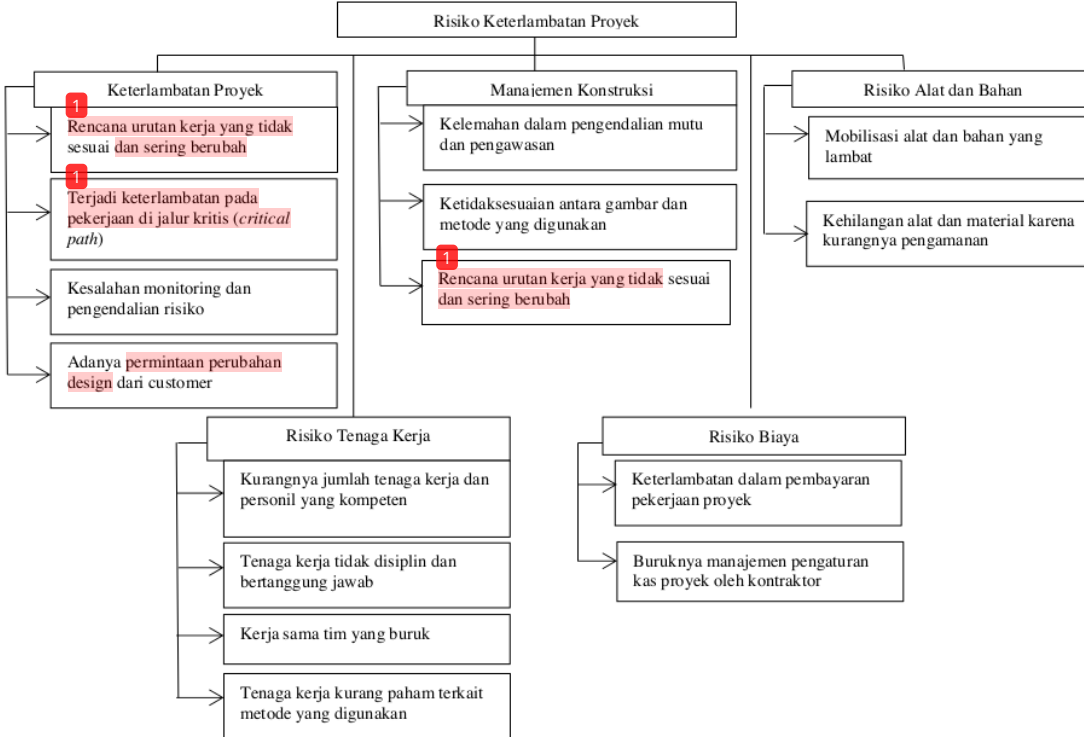 Risiko Keterlambatan Proyek
Keterlambatan Proyek
1
Rencana urutan kerja yang tidak
sesuai dan sering berubah
1
Terjadi keterlambatan pada
pekerjaan di jalur kritis (critical
path)
Kesalahan monitoring dan
pengendalian risiko
Adanya permintaan perubahan
design dari customer
Manajemen Konstruksi
Kelemahan dalam pengendalian mutu
dan pengawasan
Ketidaksesuaian antara gambar dan
metode yang digunakan
1
Rencana urutan kerja yang tidak sesuai
dan sering berubah
Risiko Alat dan Bahan
Mobilisasi alat dan bahan yang
lambat
Kehilangan alat dan material karena
kurangnya pengamanan
Risiko Tenaga Kerja
Kurangnya jumlah tenaga kerja dan
personil yang kompeten
Tenaga kerja tidak disiplin dan
bertanggung jawab
Kerja sama tim yang buruk
Tenaga kerja kurang paham terkait
metode yang digunakan
Risiko Biaya
Keterlambatan dalam pembayaran
pekerjaan proyek
Buruknya manajemen pengaturan
kas proyek oleh kontraktor